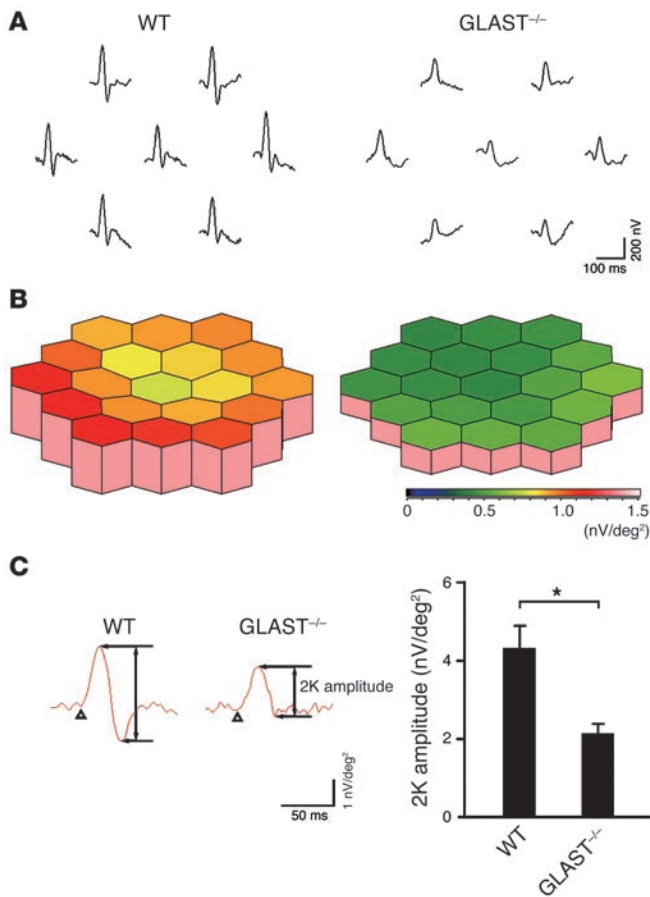 A
WT
GLAST⁻/⁻
200 nV
100 ms
B
0 0.5 1.0 1.5
(nV/deg²)
C
WT
GLAST⁻/⁻
2K amplitude
1 nV/deg²
50 ms
2K amplitude (nV/deg²)
6
4
2
0
*
WT
GLAST⁻/⁻